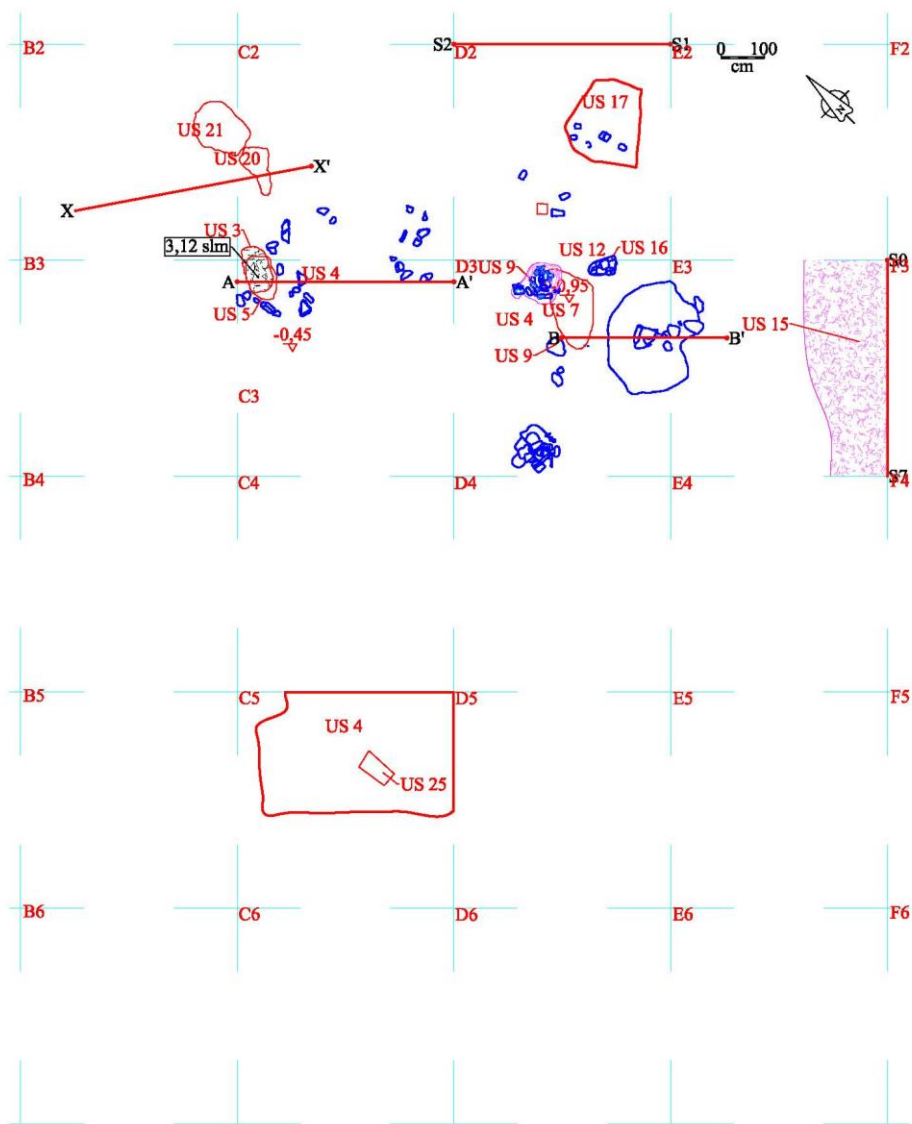 B2
C2
S2
D2
S1
E2
0 100
cm
F2
N
US 21
US 20
US 17
X
X'
US 3
3,12 slm
US 4
US 5
-0,45
A
A'
B3
C3
D3
US 9
US 12
US 16
-0,95
US 7
US 4
US 9
B
B'
E3
US 15
S0
F3
S7
F4
B4
C4
D4
E4
B5
C5
D5
E5
F5
US 4
US 25
B6
C6
D6
E6
F6